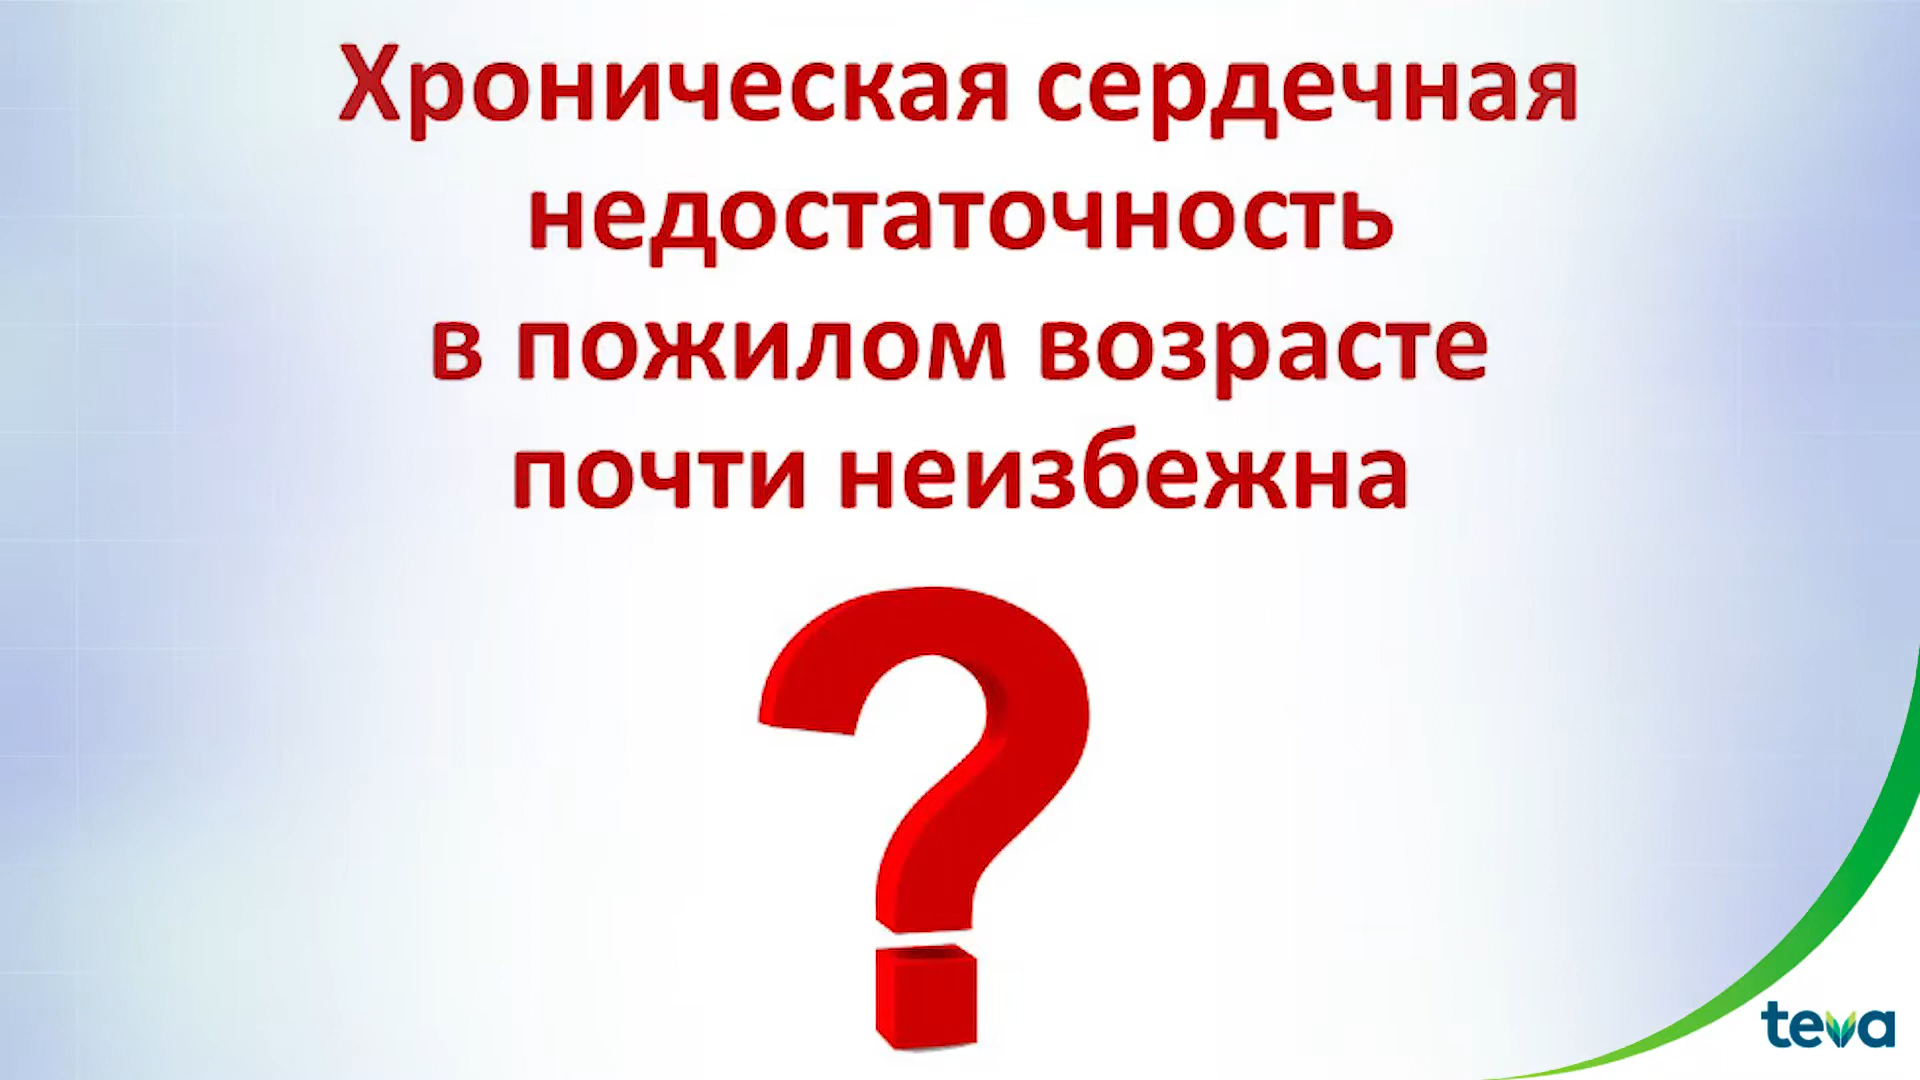 Хроническая сердечная
недостаточность
в пожилом возрасте
почти неизбежна
?
teva